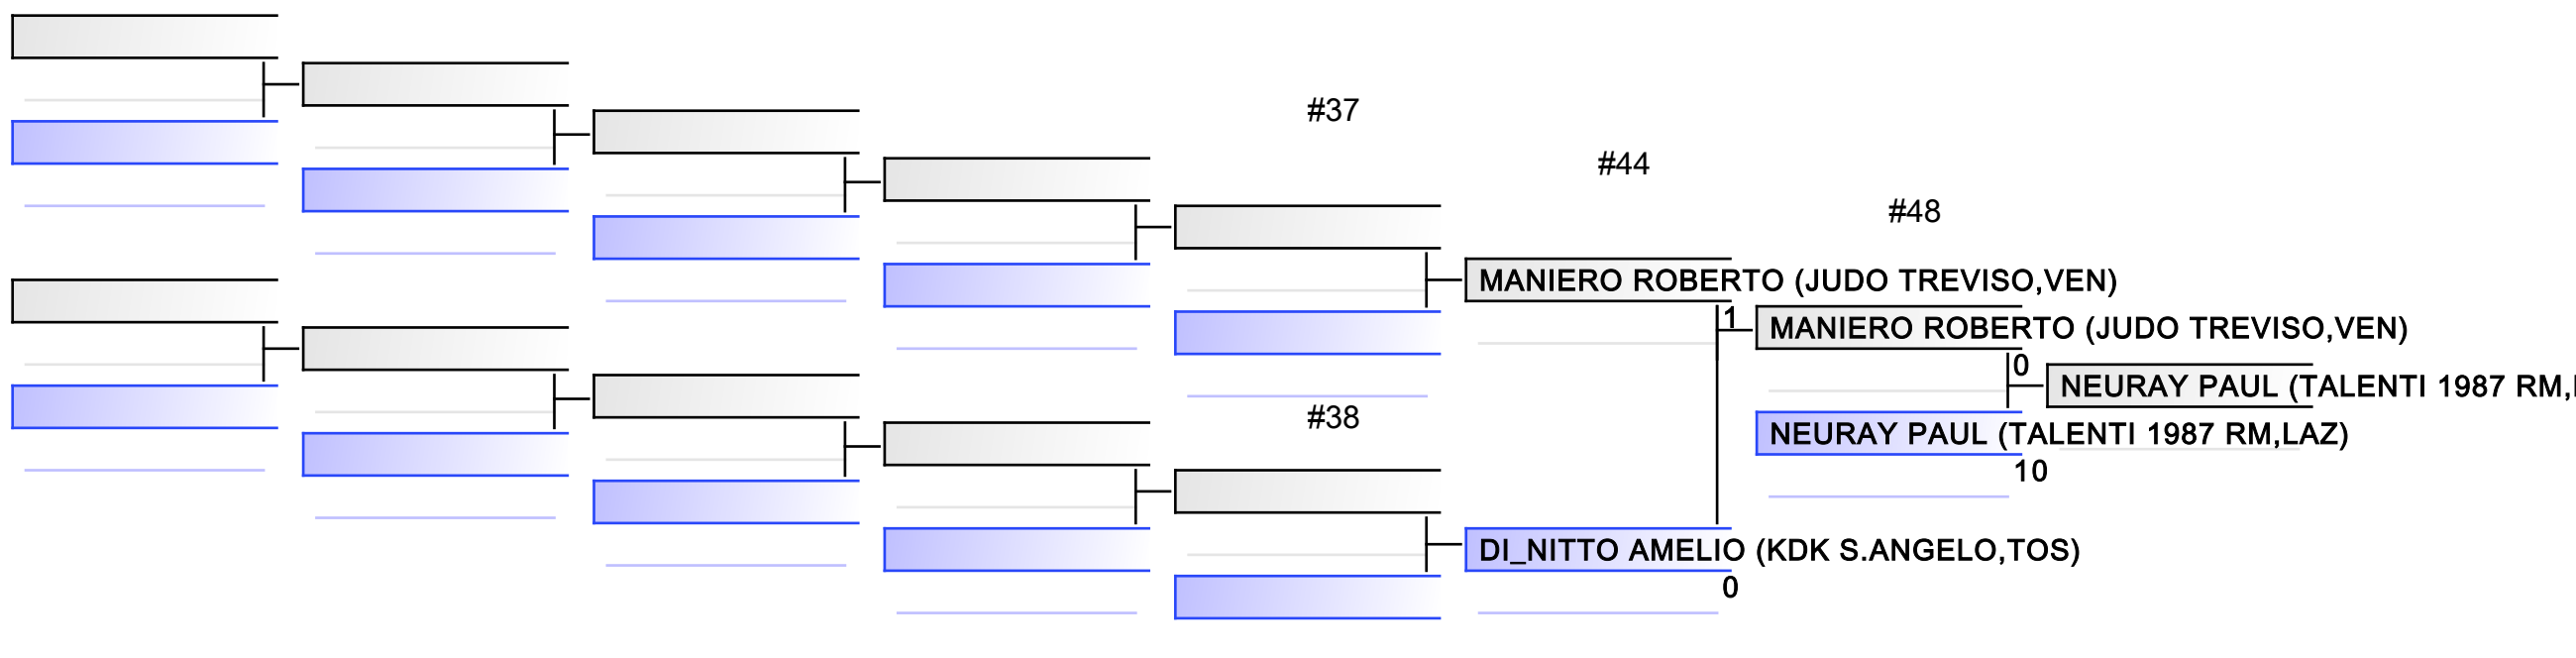 #37
#44
#48
MANIERO ROBERTO (JUDO TREVISO,VEN)
1
MANIERO ROBERTO (JUDO TREVISO,VEN)
0
NEURAY PAUL (TALENTI 1987 RM,
#38
NEURAY PAUL (TALENTI 1987 RM,LAZ)
10
DI_NITTO AMELIO (KDK S.ANGELO,TOS)
0